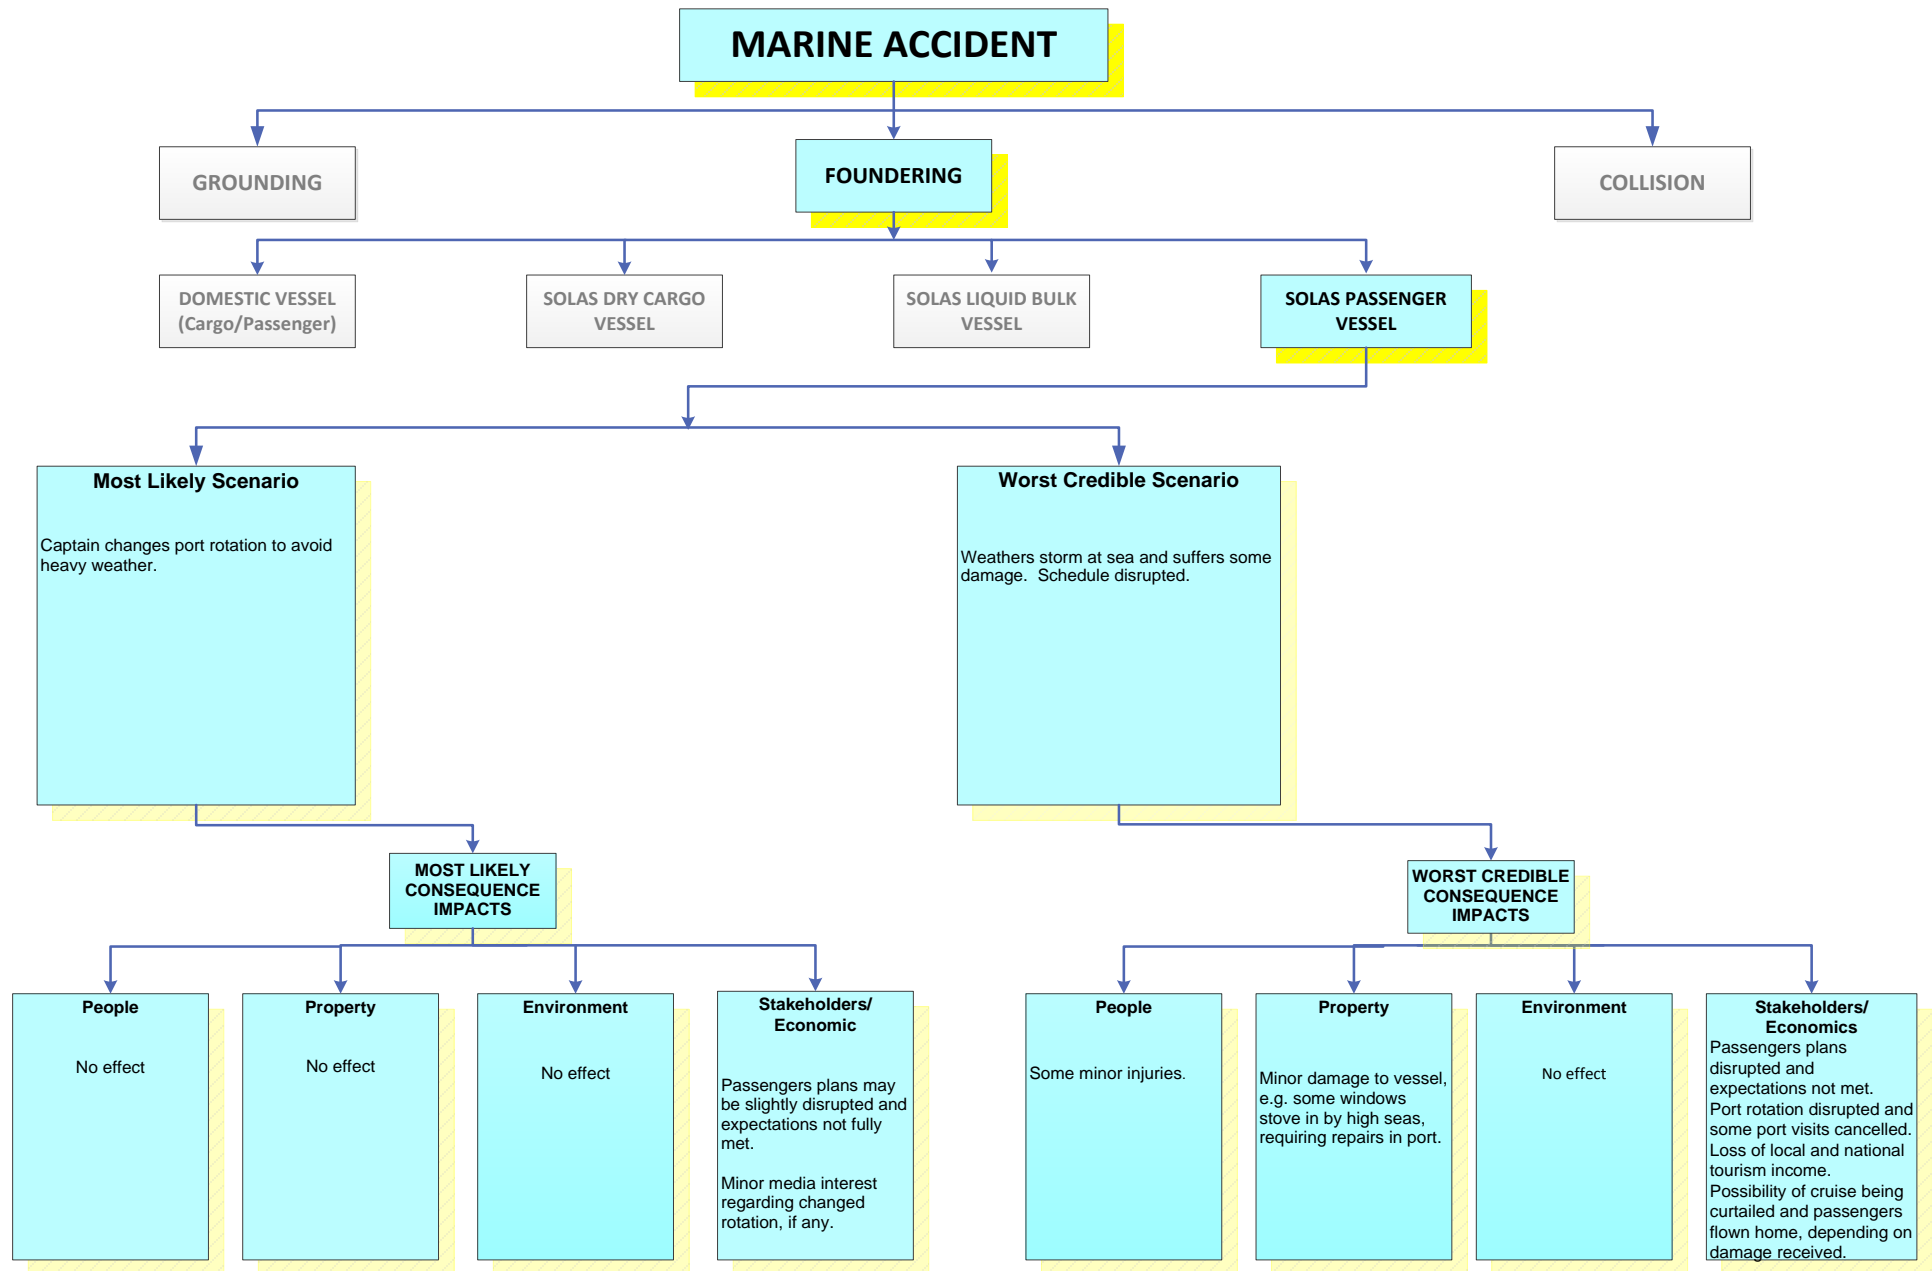 MARINE ACCIDENT
GROUNDING
FOUNDERING
COLLISION
DOMESTIC VESSEL
(Cargo/Passenger)
SOLAS DRY CARGO
VESSEL
SOLAS LIQUID BULK
VESSEL
SOLAS PASSENGER
VESSEL
Most Likely Scenario
Captain changes port rotation to avoid
heavy weather.
Worst Credible Scenario
Weathers storm at sea and suffers some
damage.  Schedule disrupted.
MOST LIKELY
CONSEQUENCE
IMPACTS
WORST CREDIBLE
CONSEQUENCE
IMPACTS
People
No effect
Property
No effect
Environment
No effect
Stakeholders/
Economic
Passengers plans may
be slightly disrupted and
expectations not fully
met.
Minor media interest
regarding changed
rotation, if any.
People
Some minor injuries.
Property
Minor damage to vessel,
e.g. some windows
stove in by high seas,
requiring repairs in port.
Environment
No effect
Stakeholders/
Economics
Passengers plans
disrupted and
expectations not met.
Port rotation disrupted and
some port visits cancelled.
Loss of local and national
tourism income.
Possibility of cruise being
curtailed and passengers
flown home, depending on
damage received.